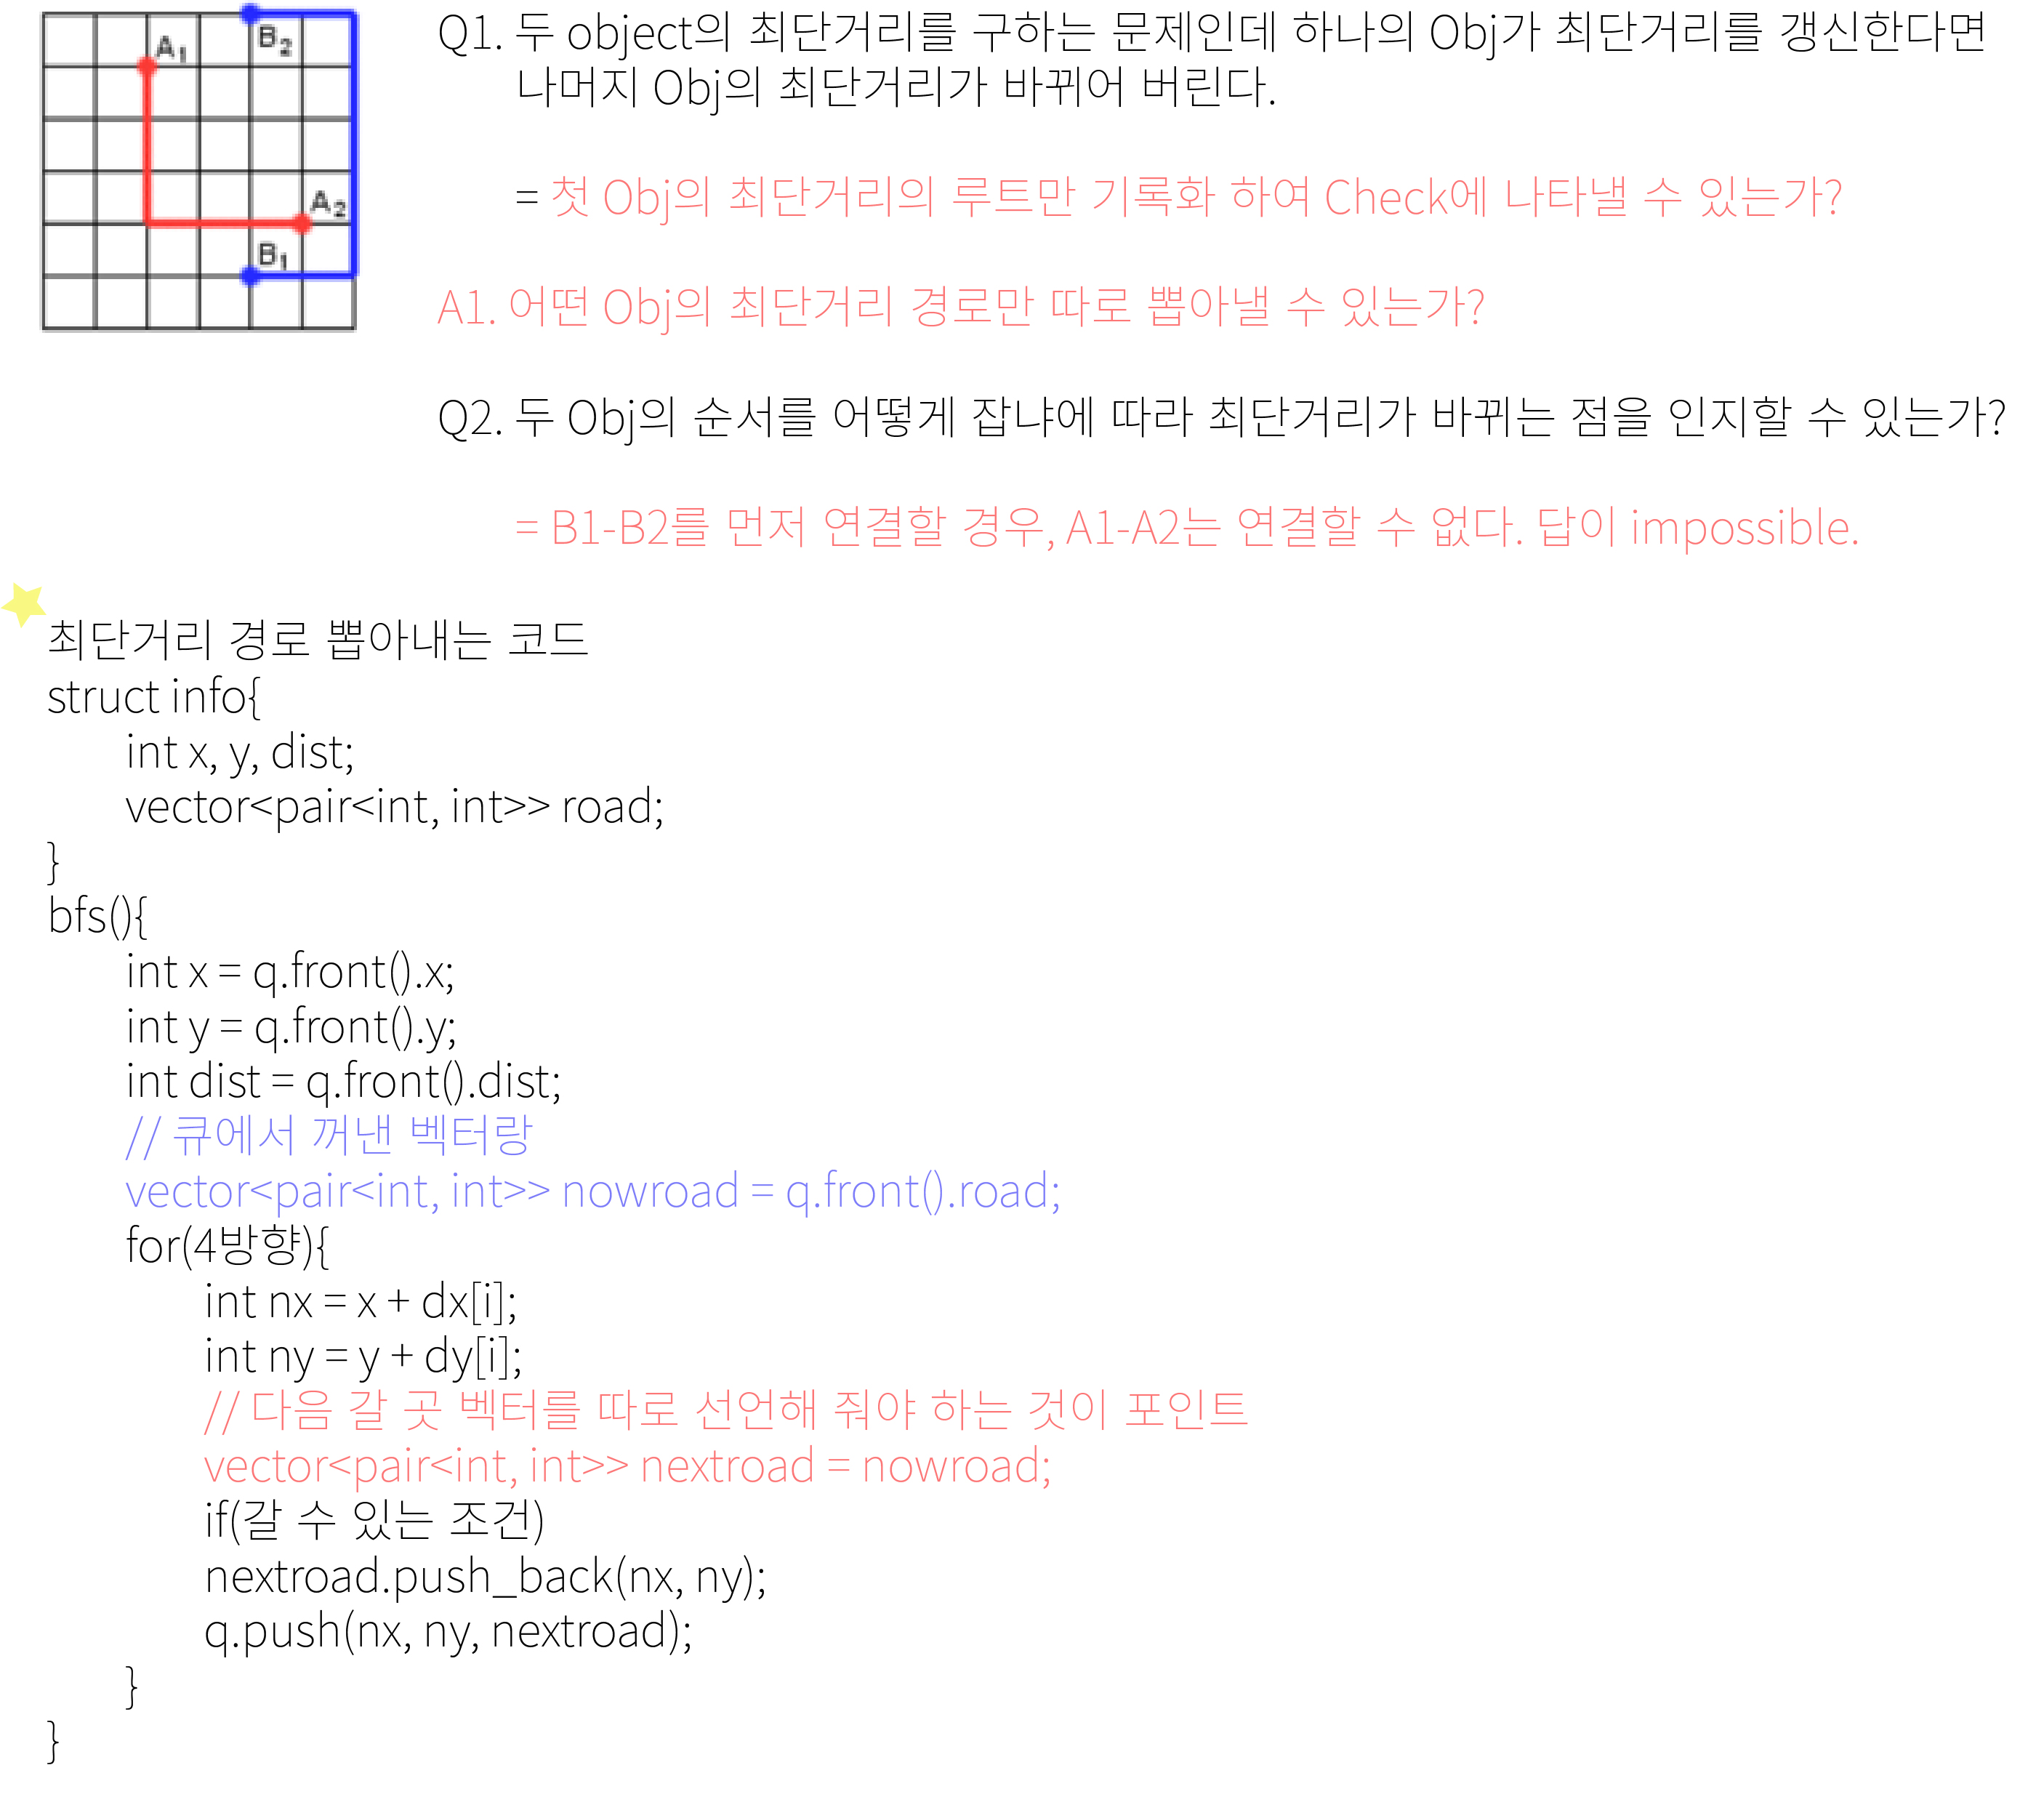 A1
B2
A2
B1
Q1. 두 object의 최단거리를 구하는 문제인데 하나의 Obj가 최단거리를 갱신한다면
나머지 Obj의 최단거리가 바뀌어 버린다.
= 첫 Obj의 최단거리의 루트만 기록화 하여 Check에 나타낼 수 있는가?
A1. 어떤 Obj의 최단거리 경로만 따로 뽑아낼 수 있는가?
Q2. 두 Obj의 순서를 어떻게 잡냐에 따라 최단거리가 바뀌는 점을 인지할 수 있는가?
= B1-B2를 먼저 연결할 경우, A1-A2는 연결할 수 없다. 답이 impossible.
최단거리 경로 뽑아내는 코드
struct info{
int x, y, dist;
vector<pair<int, int>> road;
}
bfs(){
int x = q.front().x;
int y = q.front().y;
int dist = q.front().dist;
// 큐에서 꺼낸 벡터랑
vector<pair<int, int>> nowroad = q.front().road;
for(4방향){
int nx = x + dx[i];
int ny = y + dy[i];
// 다음 갈 곳 벡터를 따로 선언해 줘야 하는 것이 포인트
vector<pair<int, int>> nextroad = nowroad;
if(갈 수 있는 조건)
nextroad.push_back(nx, ny);
q.push(nx, ny, nextroad);
}
}